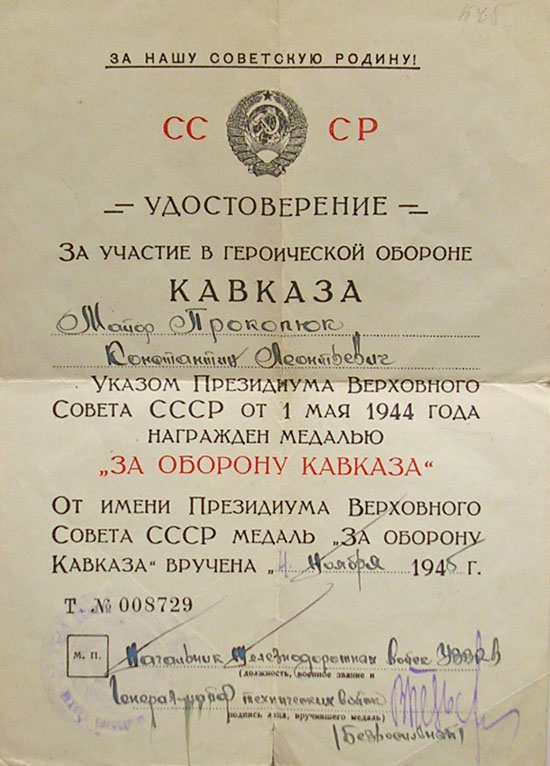 ЗА НАШУ СОВЕТСКУЮ РОДИНУ!
СС СР
УДОСТОВЕРЕНИЕ
ЗА УЧАСТИЕ В ГЕРОИЧЕСКОЙ ОБОРОНЕ
КАВКАЗА
Майор Прокопюк
Константин Леонтьевич
УКАЗОМ ПРЕЗИДИУМА ВЕРХОВНОГО
СОВЕТА СССР ОТ 1 МАЯ 1944 ГОДА
НАГРАЖДЕН МЕДАЛЬЮ
„ЗА ОБОРОНУ КАВКАЗА“
ОТ ИМЕНИ ПРЕЗИДИУМА ВЕРХОВНОГО
СОВЕТА СССР МЕДАЛЬ „ЗА ОБОРОНУ
КАВКАЗА“ ВРУЧЕНА „4 Ноября 1945 г.
Т № 008729
М. П.
Начальник Железнодорожных войск
(должность, военное звание и
Генерал технических войск
подпись лица, вручившего медаль)